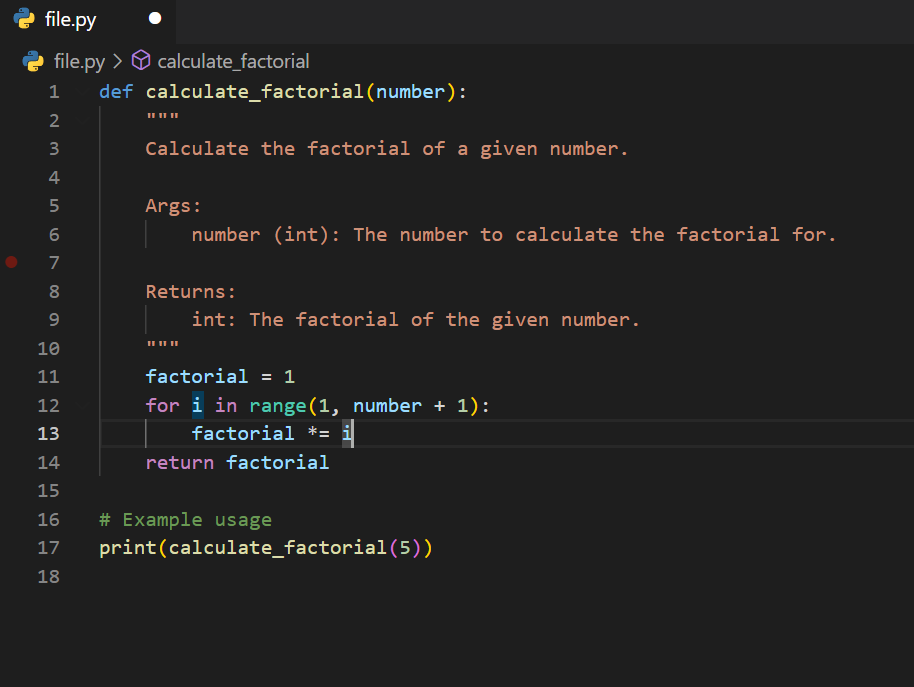 file.py
file.py > calculate_factorial
1 def calculate_factorial(number):
2     """
3     Calculate the factorial of a given number.
4
5     Args:
6         number (int): The number to calculate the factorial for.
7
8     Returns:
9         int: The factorial of the given number.
10     """
11     factorial = 1
12     for i in range(1, number + 1):
13         factorial *= i
14     return factorial
15
16 # Example usage
17 print(calculate_factorial(5))
18